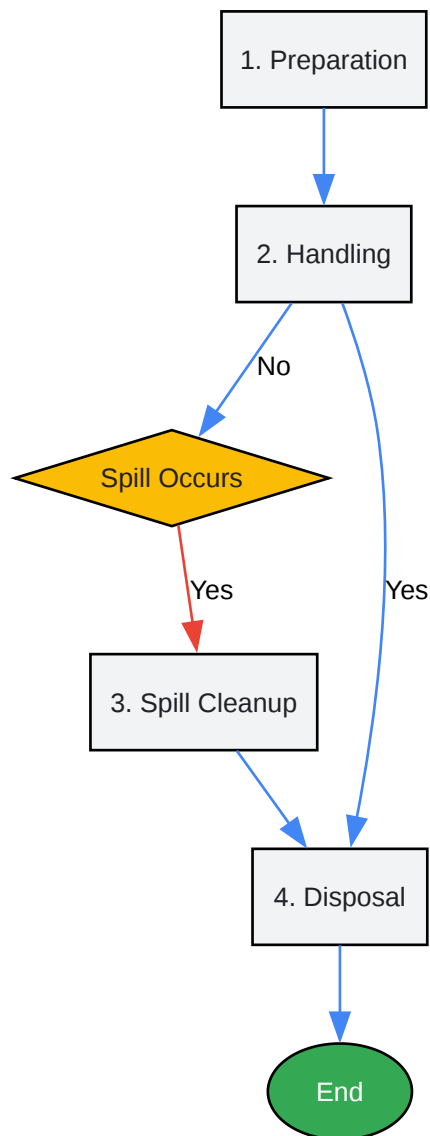 1. Preparation
2. Handling
No
Spill Occurs
Yes
Yes
3. Spill Cleanup
4. Disposal
End